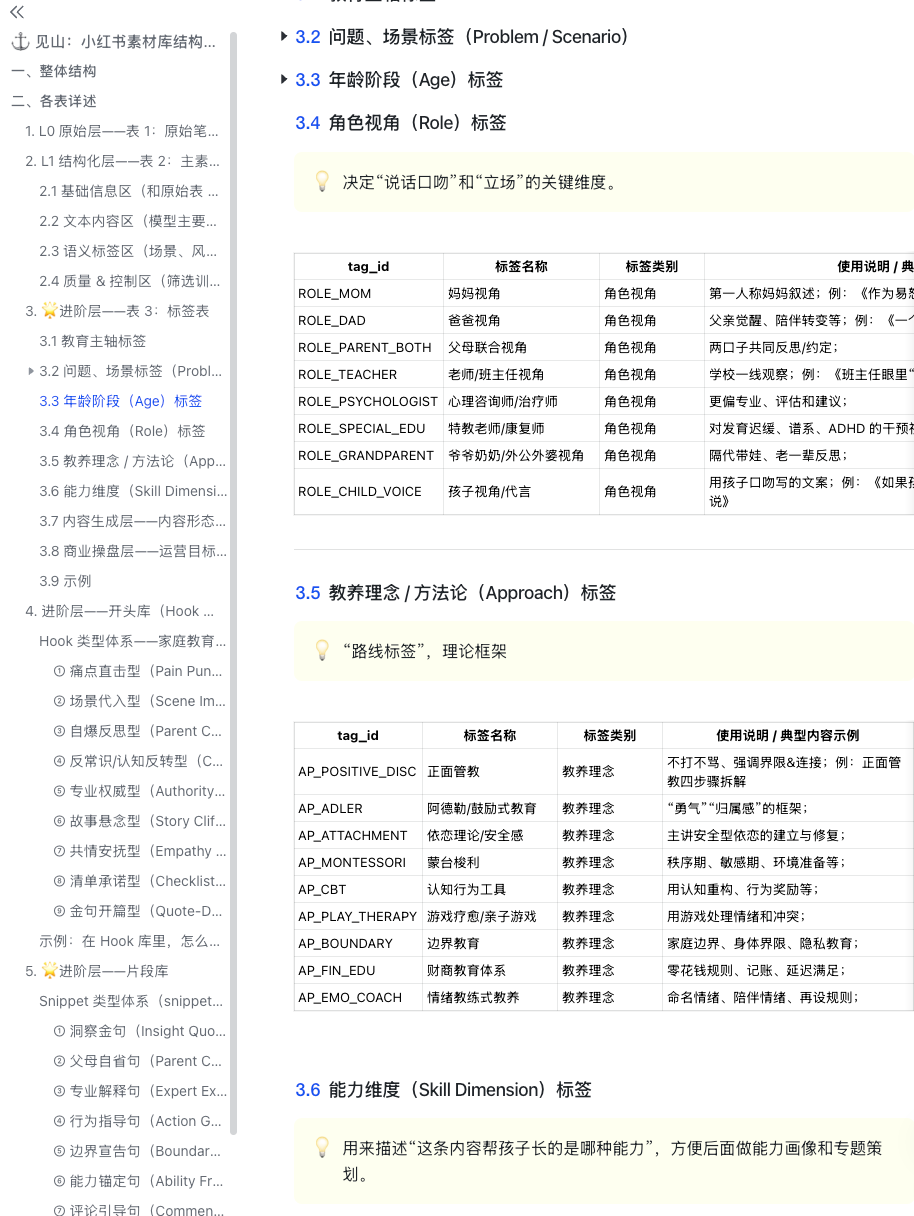 见山：小红书素材库结构...
一、整体结构
二、各表详述
1. L0 原始层——表 1：原始笔...
2. L1 结构化层——表 2：主素...
2.1 基础信息区（和原始表 ...
2.2 文本内容区（模型主要...
2.3 语义标签区（场景、风...
2.4 质量 & 控制区（筛选训...
3. 🌟进阶层——表 3：标签表
3.1 教育主轴标签
3.2 问题、场景标签（Probl...
3.3 年龄阶段（Age）标签
3.4 角色视角（Role）标签
3.5 教养理念 / 方法论（App...
3.6 能力维度（Skill Dimensi...
3.7 内容生成层——内容形态...
3.8 商业操盘层——运营目标...
3.9 示例
4. 进阶层——开头库（Hook ...
Hook 类型体系——家庭教育...
① 痛点直击型（Pain Pun...
② 场景代入型（Scene Im...
③ 自爆反思型（Parent C...
④ 反常识/认知反转型（C...
⑤ 专业权威型（Authority...
⑥ 故事悬念型（Story Clif...
⑦ 共情安抚型（Empathy ...
⑧ 清单承诺型（Checklist...
⑨ 金句开篇型（Quote-D...
示例：在 Hook 库里，怎么...
5. 🌟进阶层——片段库
Snippet 类型体系（snippet...
① 洞察金句（Insight Quo...
② 父母自省句（Parent C...
③ 专业解释句（Expert Ex...
④ 行为指导句（Action G...
⑤ 边界宣告句（Boundar...
⑥ 能力锚定句（Ability Fr...
⑦ 评论引导句（Commen...
3.2 问题、场景标签（Problem / Scenario）
3.3 年龄阶段（Age）标签
3.4 角色视角（Role）标签
决定“说话口吻”和“立场”的关键维度。
tag_id 标签名称 标签类别 使用说明 / 典
ROLE_MOM 妈妈视角 角色视角 第一人称妈妈叙述；例：《作为易
ROLE_DAD 爸爸视角 角色视角 父亲觉醒、陪伴转变等；例：《一个
ROLE_PARENT_BOTH 父母联合视角 角色视角 两口子共同反思/约定；
ROLE_TEACHER 老师/班主任视角 角色视角 学校一线观察；例：《班主任眼里“
ROLE_PSYCHOLOGIST 心理咨询师/治疗师 角色视角 更偏专业、评估和建议；
ROLE_SPECIAL_EDU 特教老师/康复师 角色视角 对发育迟缓、谱系、ADHD 的干预
ROLE_GRANDPARENT 爷爷奶奶/外公外婆视角 角色视角 隔代带娃、老一辈反思；
ROLE_CHILD_VOICE 孩子视角/代言 角色视角 用孩子口吻写的文案；例：《如果孩
说》
3.5 教养理念 / 方法论（Approach）标签
“路线标签”，理论框架
tag_id 标签名称 标签类别 使用说明 / 典型内容示例
AP_POSITIVE_DISC 正面管教 教养理念 不打不骂、强调界限&连接；例：正面管
教四步骤拆解
AP_ADLER 阿德勒/鼓励式教育 教养理念 “勇气”“归属感”的框架；
AP_ATTACHMENT 依恋理论/安全感 教养理念 主讲安全型依恋的建立与修复；
AP_MONTESSORI 蒙台梭利 教养理念 秩序期、敏感期、环境准备等；
AP_CBT 认知行为工具 教养理念 用认知重构、行为奖励等；
AP_PLAY_THERAPY 游戏疗愈/亲子游戏 教养理念 用游戏处理情绪和冲突；
AP_BOUNDARY 边界教育 教养理念 家庭边界、身体界限、隐私教育；
AP_FIN_EDU 财商教育体系 教养理念 零花钱规则、记账、延迟满足；
AP_EMO_COACH 情绪教练式教养 教养理念 命名情绪、陪伴情绪、再设规则；
3.6 能力维度（Skill Dimension）标签
用来描述“这条内容帮孩子长的是哪种能力”，方便后面做能力画像和专题策
划。